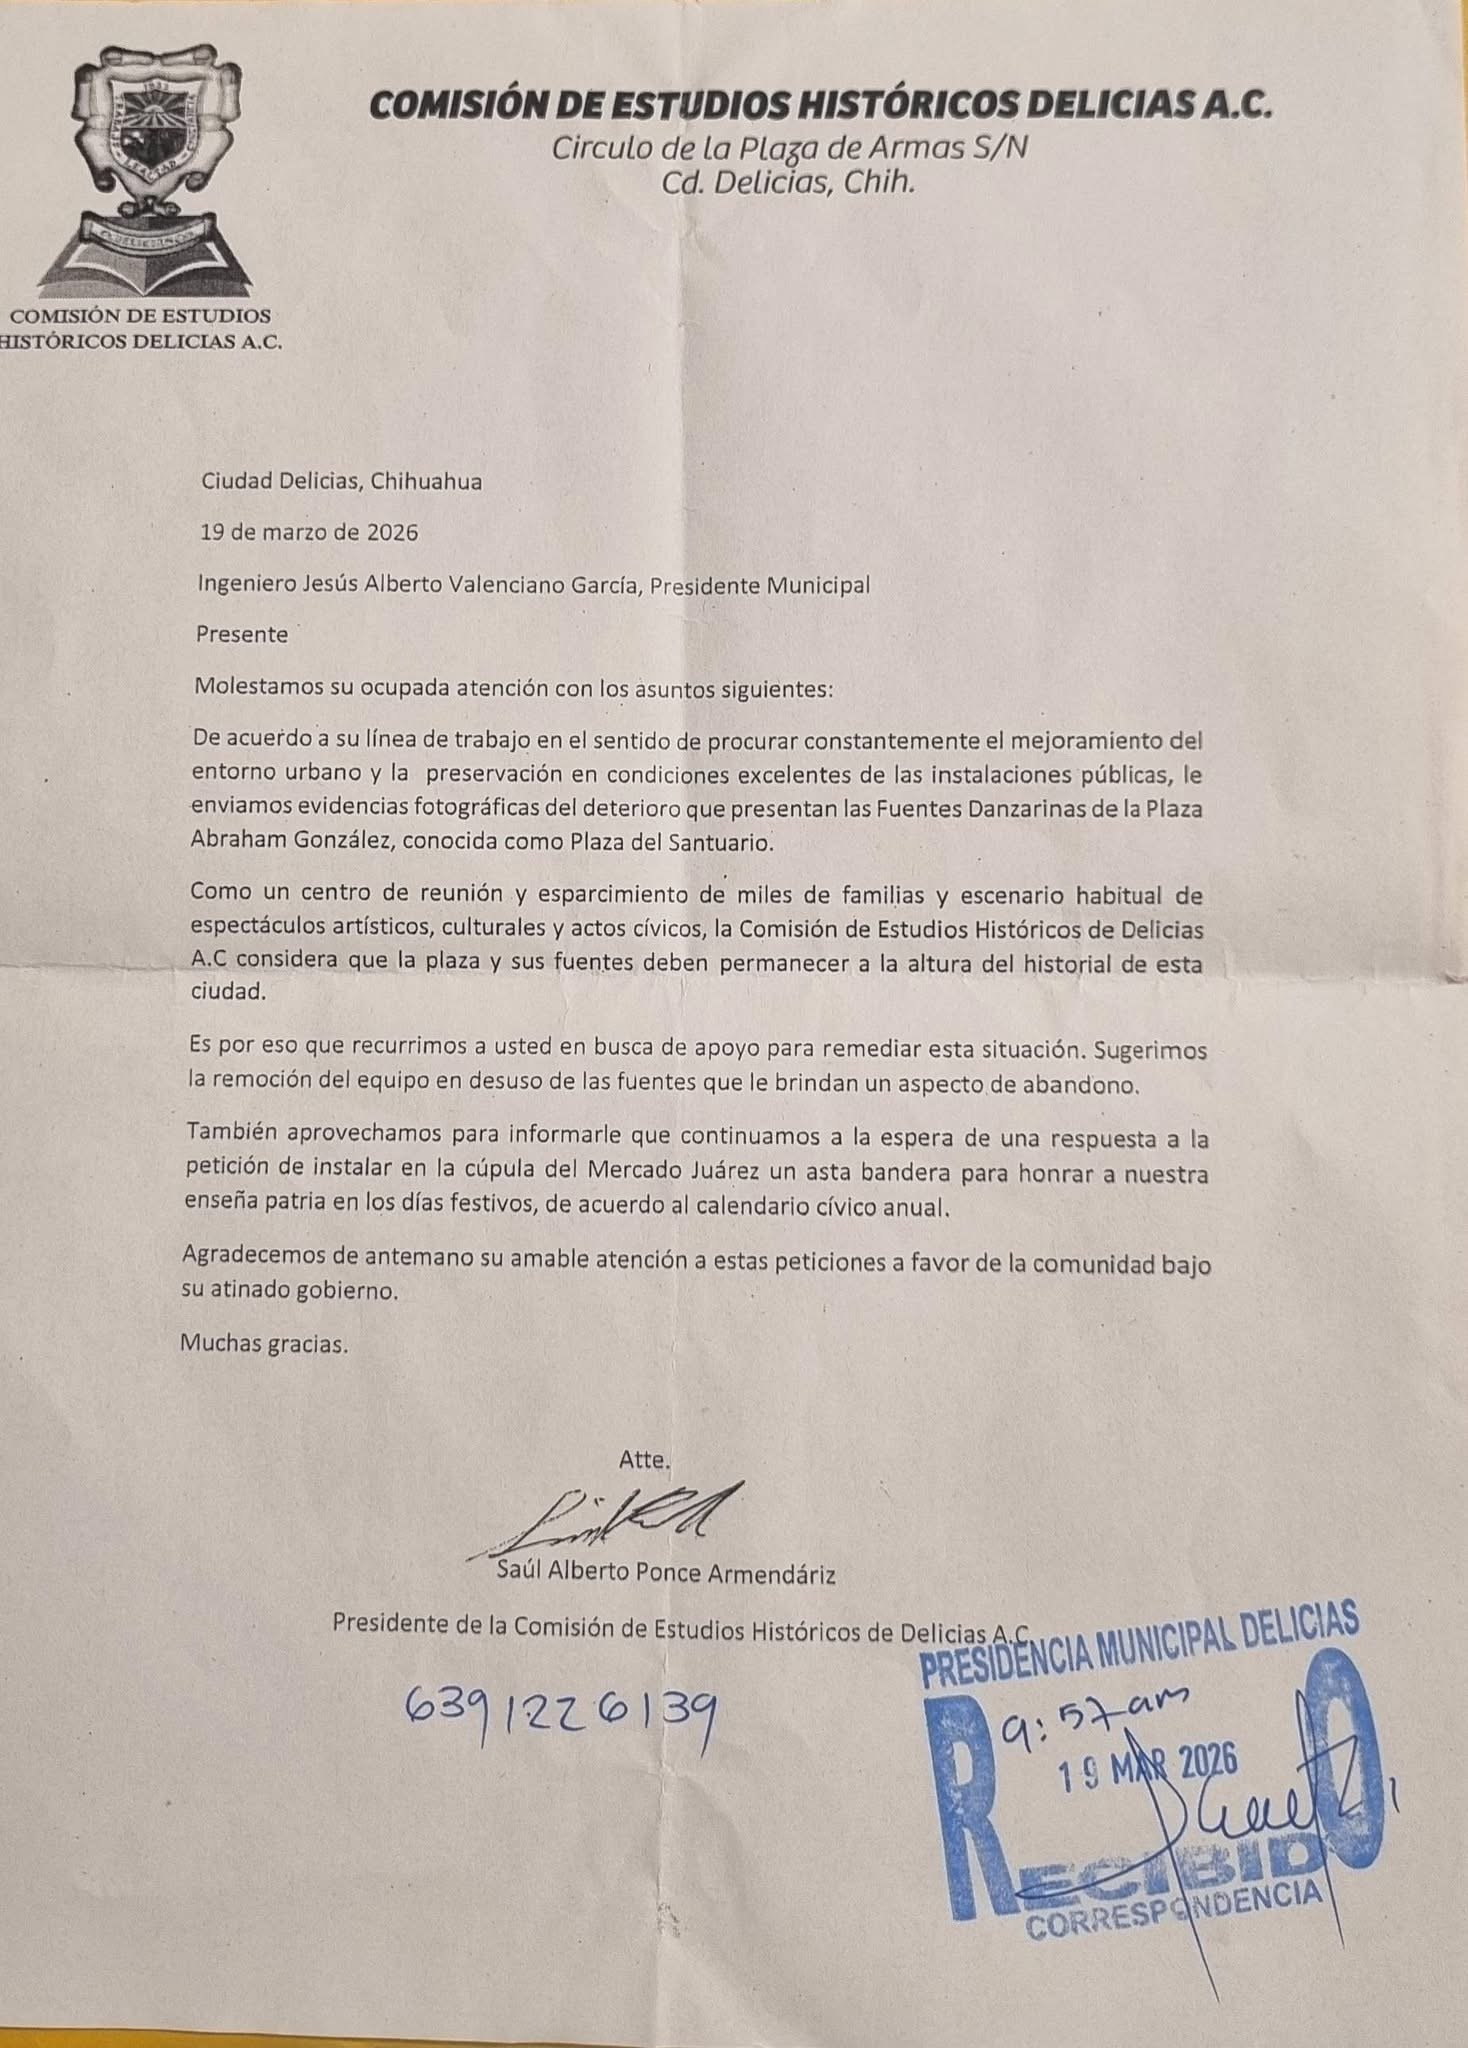 COMISIÓN DE ESTUDIOS HISTÓRICOS DELICIAS A.C.
Circulo de la Plaza de Armas S/N
Cd. Delicias, Chih.
1933
COMISIÓN DE ESTUDIOS
HISTÓRICOS DELICIAS A.C.
Ciudad Delicias, Chihuahua
19 de marzo de 2026
Ingeniero Jesús Alberto Valenciano García, Presidente Municipal
Presente
Molestamos su ocupada atención con los asuntos siguientes:
De acuerdo a su línea de trabajo en el sentido de procurar constantemente el mejoramiento del
entorno urbano y la preservación en condiciones excelentes de las instalaciones públicas, le
enviamos evidencias fotográficas del deterioro que presentan las Fuentes Danzarinas de la Plaza
Abraham González, conocida como Plaza del Santuario.
Como un centro de reunión y esparcimiento de miles de familias y escenario habitual de
espectáculos artísticos, culturales y actos cívicos, la Comisión de Estudios Históricos de Delicias
A.C considera que la plaza y sus fuentes deben permanecer a la altura del historial de esta
ciudad.
Es por eso que recurrimos a usted en busca de apoyo para remediar esta situación. Sugerimos
la remoción del equipo en desuso de las fuentes que le brindan un aspecto de abandono.
También aprovechamos para informarle que continuamos a la espera de una respuesta a la
petición de instalar en la cúpula del Mercado Juárez un asta bandera para honrar a nuestra
enseña patria en los días festivos, de acuerdo al calendario cívico anual.
Agradecemos de antemano su amable atención a estas peticiones a favor de la comunidad bajo
su atinado gobierno.
Muchas gracias.
Atte.
Saúl Alberto Ponce Armendáriz
Presidente de la Comisión de Estudios Históricos de Delicias A.C.
6391226139
PRESIDENCIA MUNICIPAL DELICIAS
9:57 am
19 MAR 2026
RECIBIDO
CORRESPONDENCIA